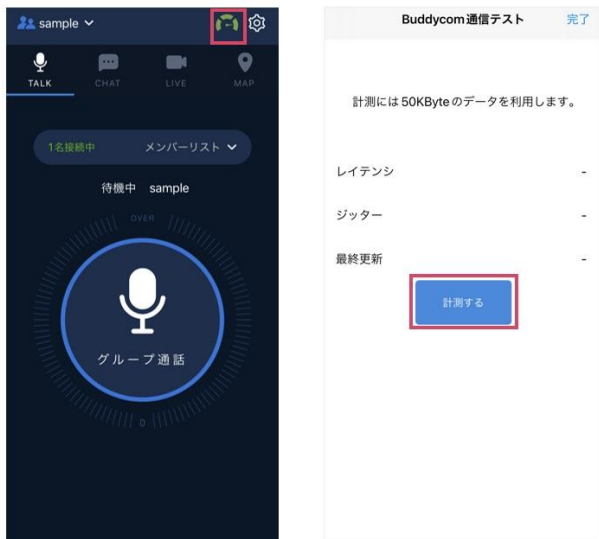 sample
TALK
CHAT
LIVE
MAP
1名接続中
メンバーリスト
待機中 sample
OVER
グループ通話
0
Buddycom通信テスト
完了
計測には50KByteのデータを利用します。
レイテンシ -
ジッター -
最終更新 -
計測する